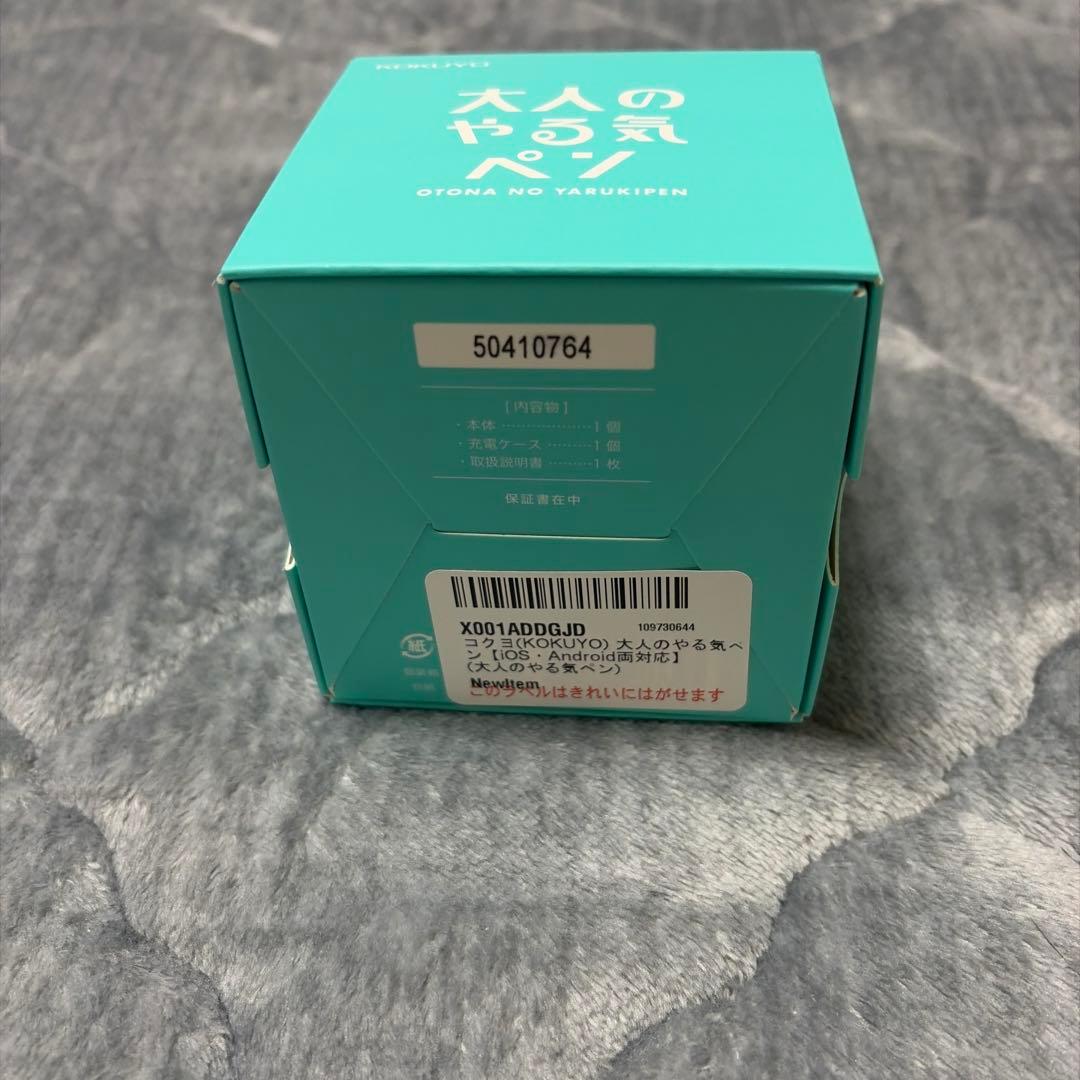 KOKUYO
大人の
やる気
ペン
OTONA NO YARUKIPEN
50410764
[内容物]
・本体 ·················· 1 個
・充電ケース ········· 1 個
・取扱説明書 ········· 1 枚
保証書在中
X001ADDGJD 109730644
コクヨ(KOKUYO) 大人のやる気ペ
ン【iOS・Android両対応】
(大人のやる気ペン)
NewItem
このラベルはきれいにはがせます
紙